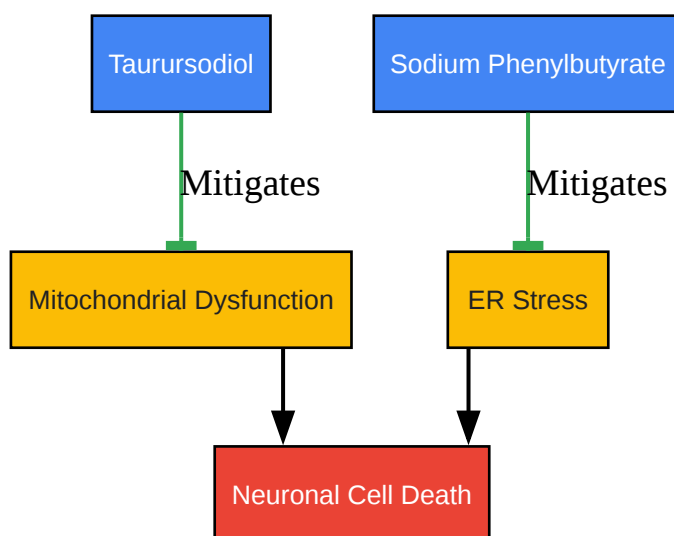 Taurursodiol
Sodium Phenylbutyrate
Mitigates
Mitigates
Mitochondrial Dysfunction
ER Stress
Neuronal Cell Death